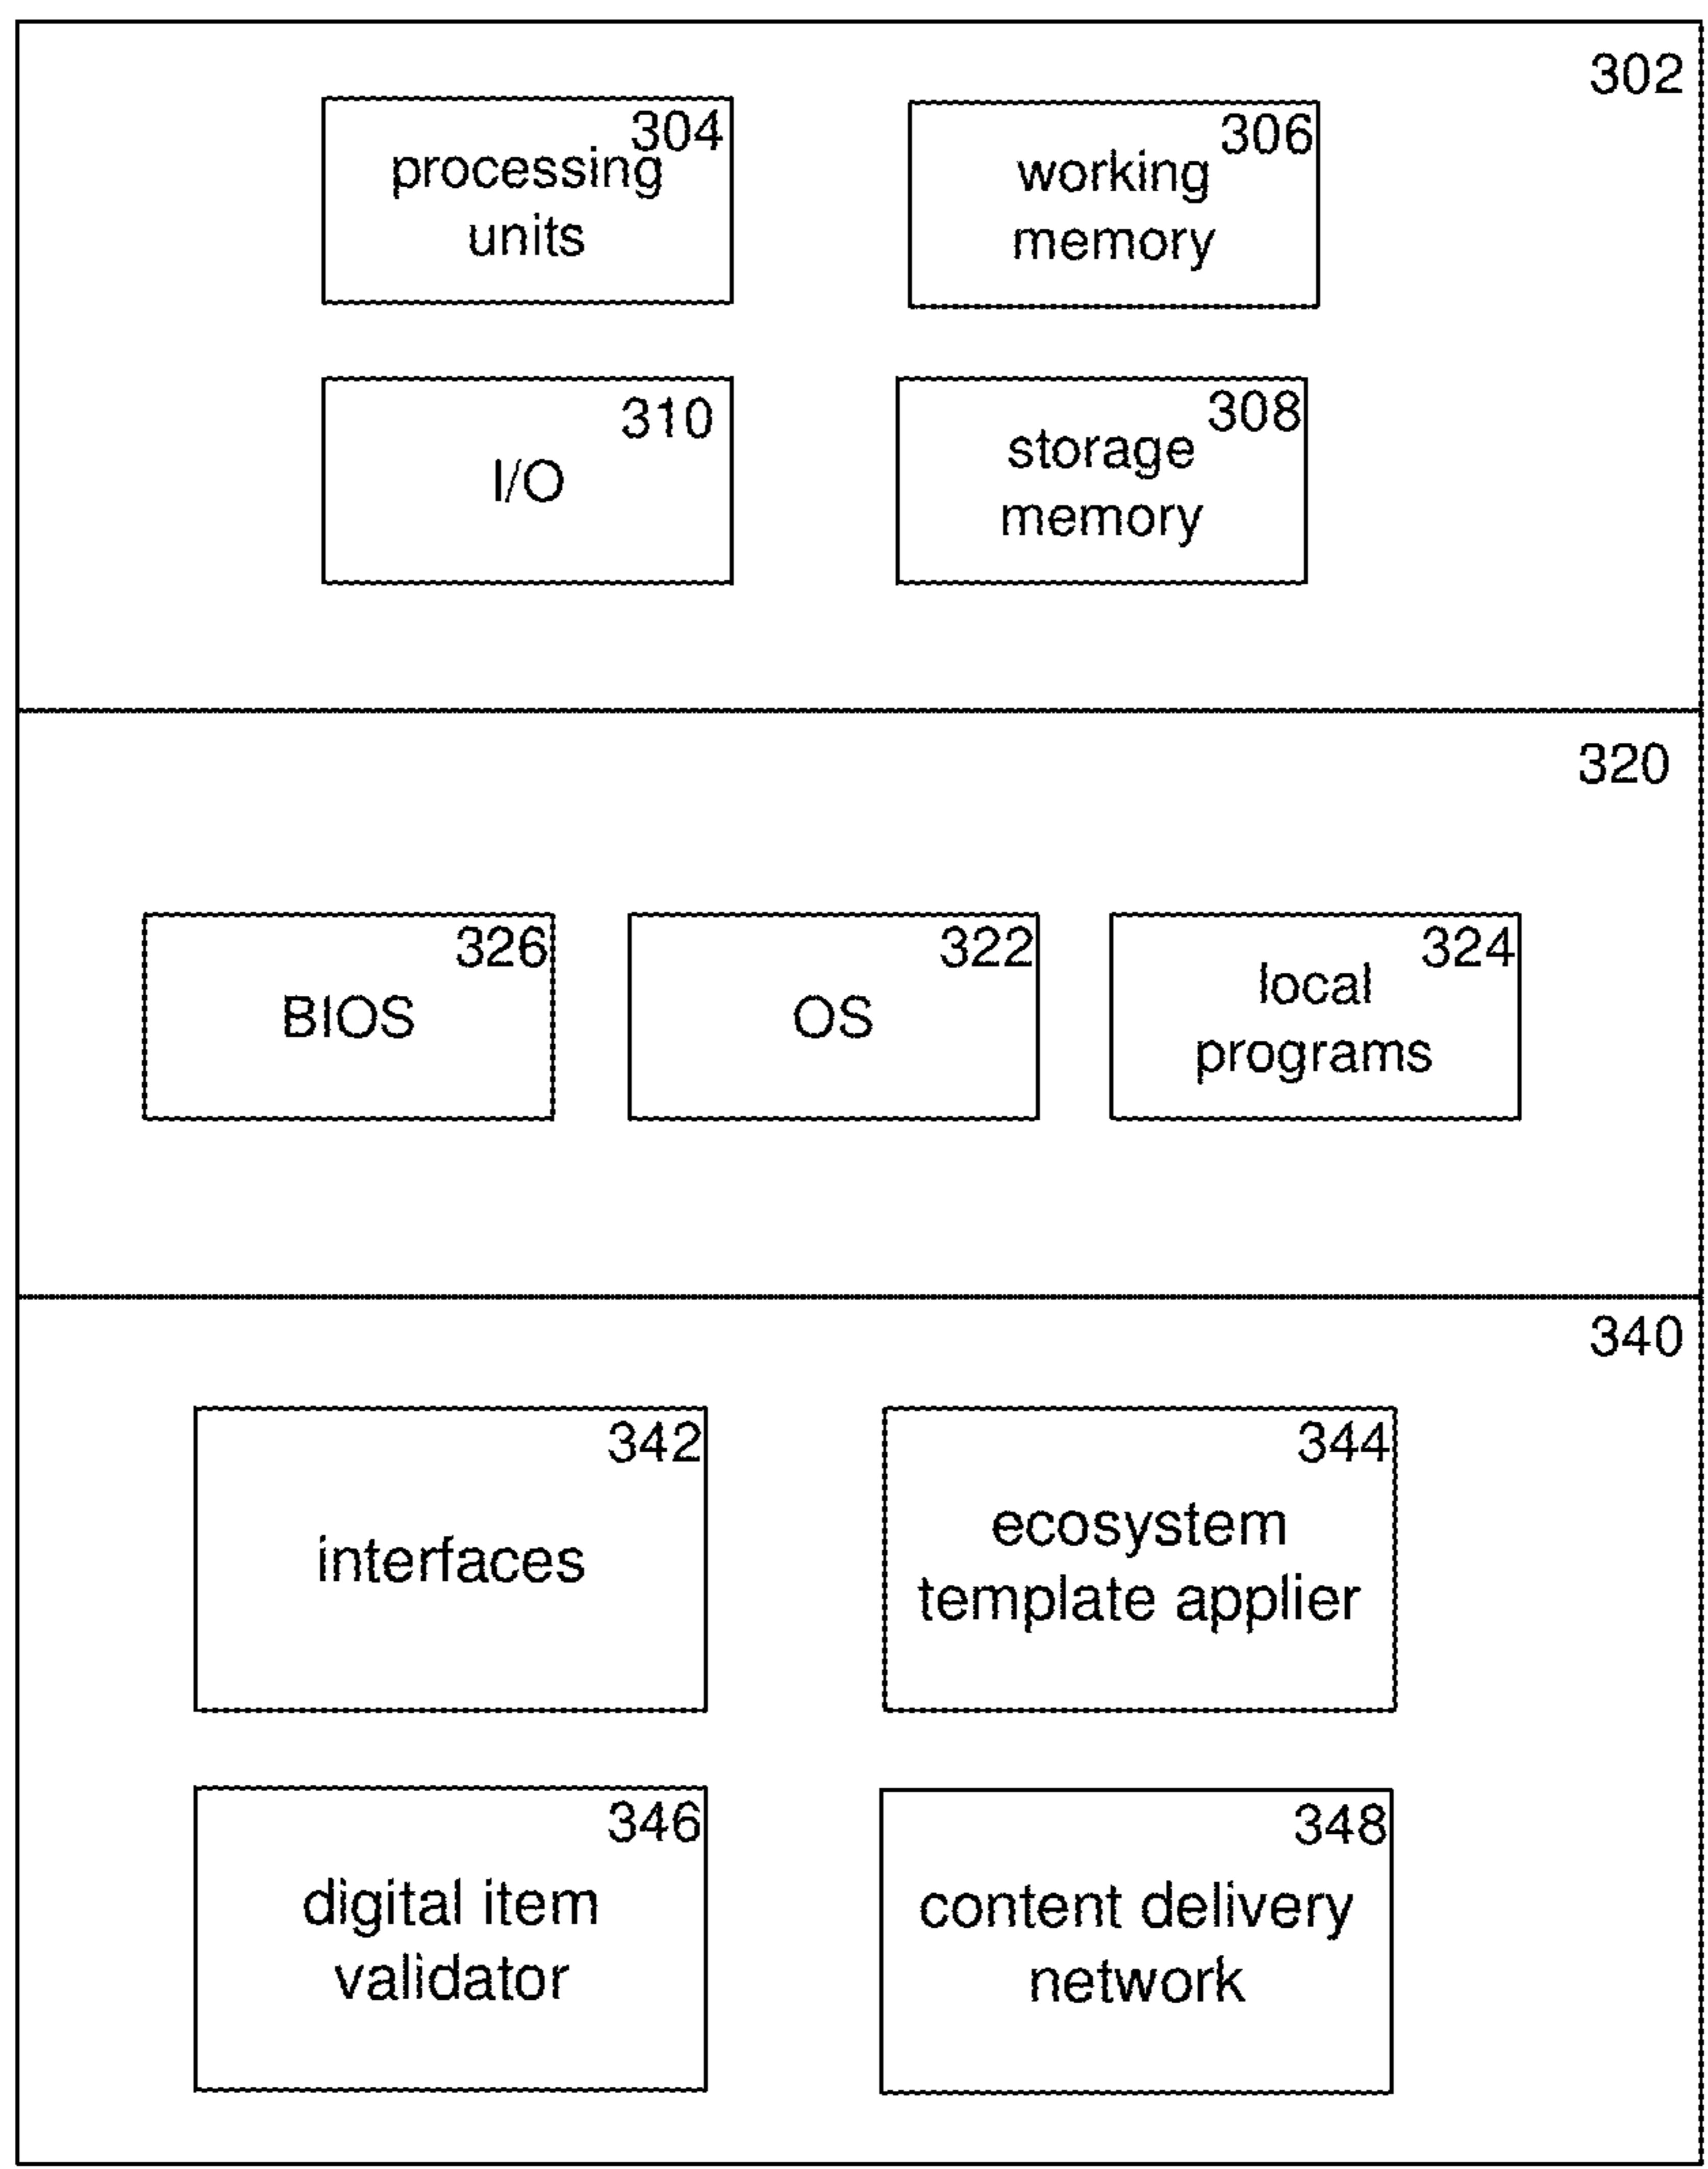 302
304
processing
units
306
working
memory
310
I/O
308
storage
memory
320
326
BIOS
322
OS
324
local
programs
340
342
interfaces
344
ecosystem
template applier
346
digital item
validator
348
content delivery
network